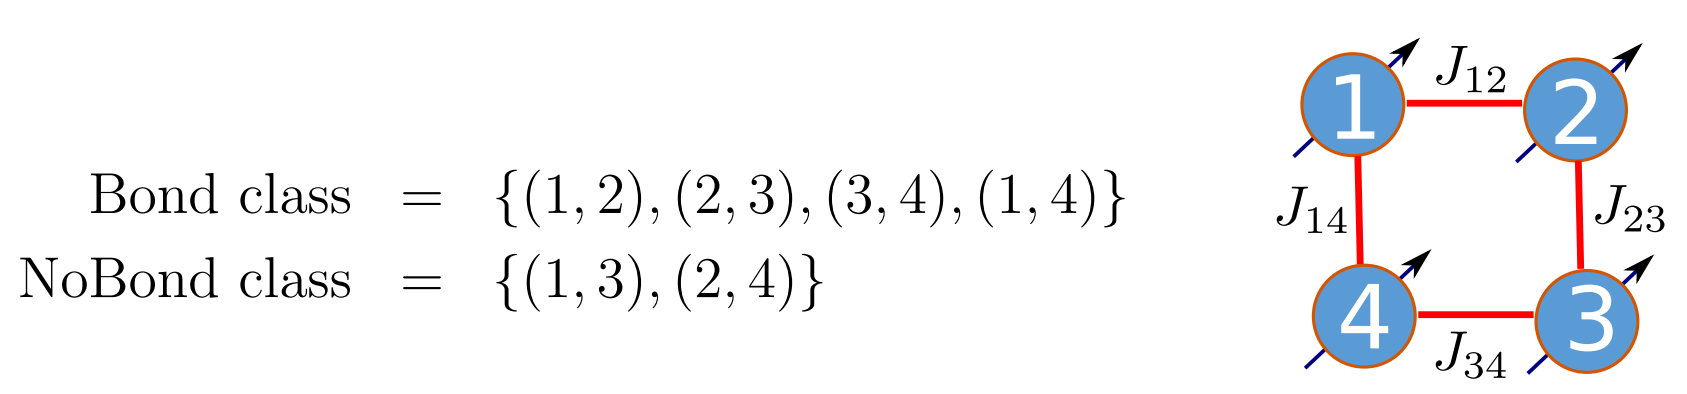 Bond class = {(1, 2), (2, 3), (3, 4), (1, 4)}
NoBond class = {(1, 3), (2, 4)}
1 J12 2
J14 J23
4 3
J34